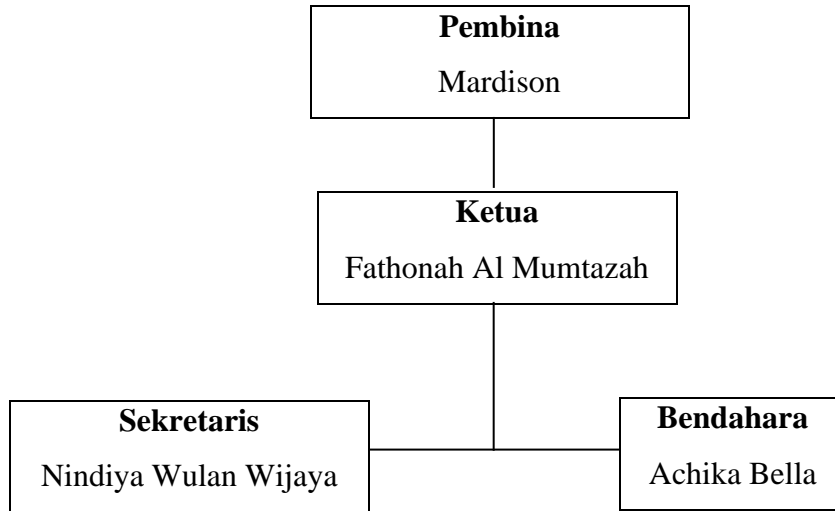 Pembina
Mardison
Ketua
Fathonah Al Mumtazah
Sekretaris
Nindiya Wulan Wijaya
Bendahara
Achika Bella